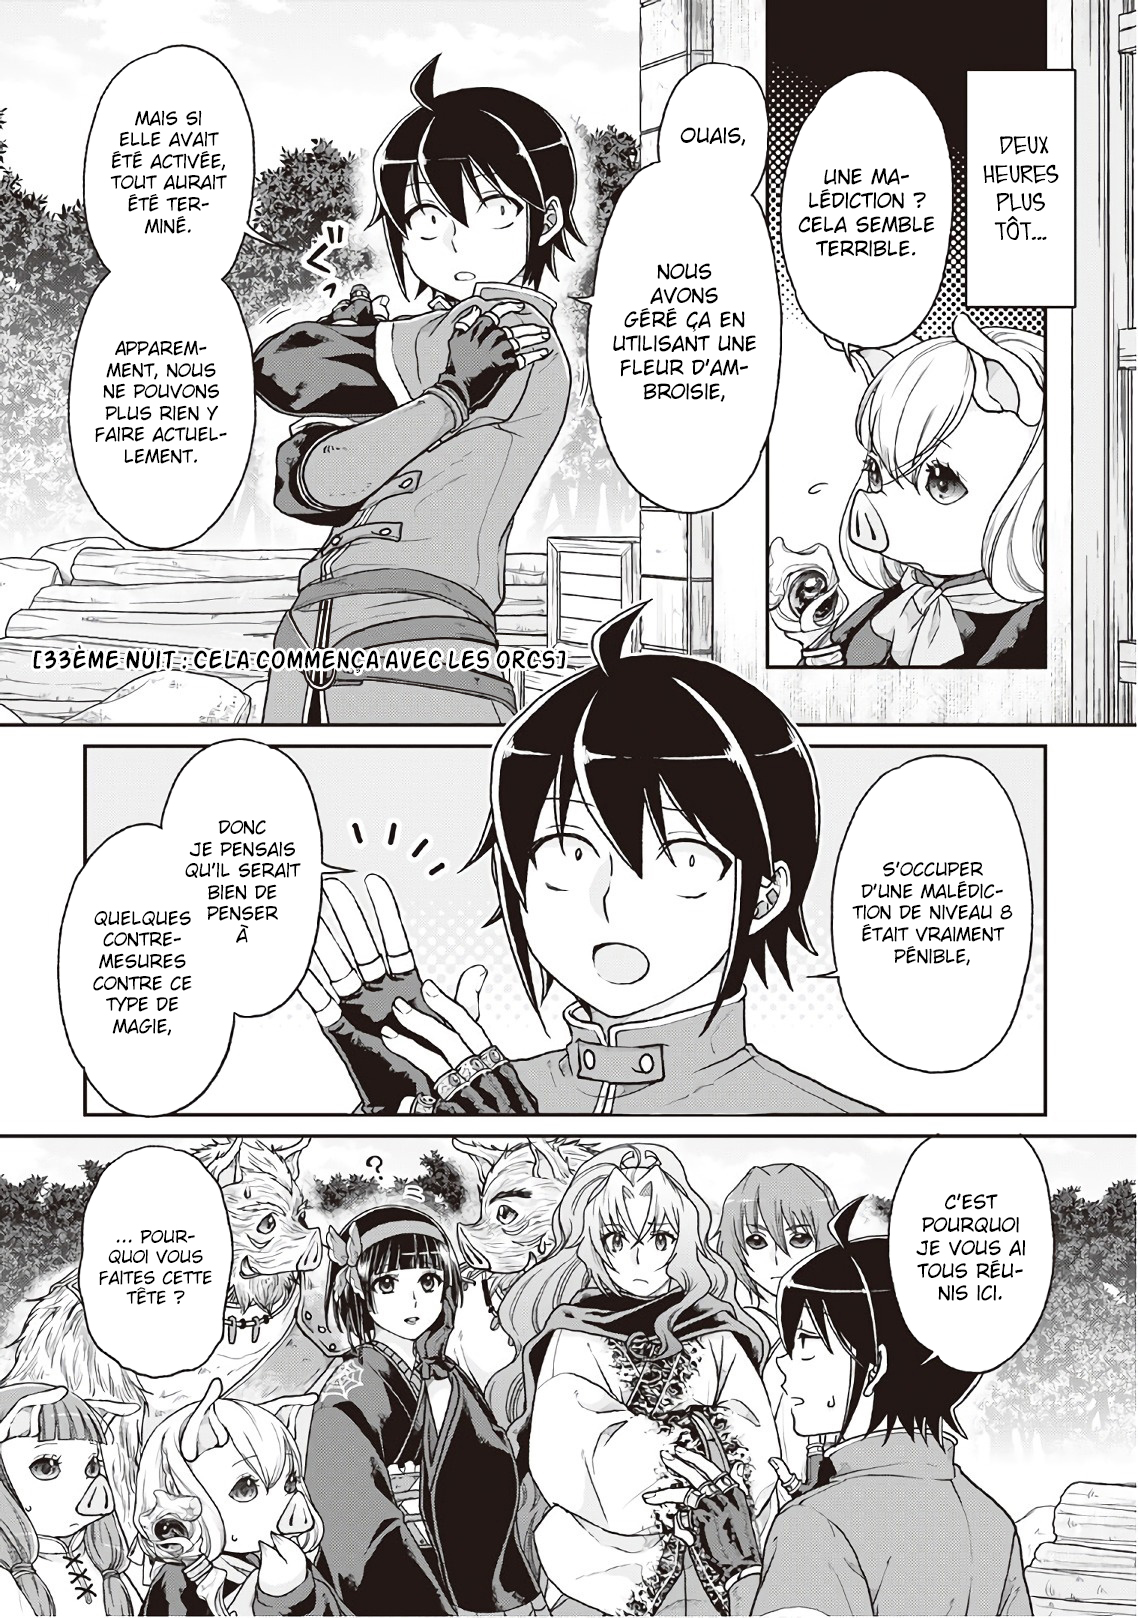 DEUX
HEURES
PLUS
TÔT...
UNE MA-
LÉDICTION ?
CELA SEMBLE
TERRIBLE.
OUAIS,
NOUS
AVONS
GÉRÉ ÇA EN
UTILISANT UNE
FLEUR D'AM-
BROISIE,
MAIS SI
ELLE AVAIT
ÉTÉ ACTIVÉE,
TOUT AURAIT
ÉTÉ TER-
MINÉ.
APPAREM-
MENT, NOUS
NE POUVONS
PLUS RIEN Y
FAIRE ACTUEL-
LEMENT.
[33ÈME NUIT : CELA COMMENÇA AVEC LES ORCS]
S'OCCUPER
D'UNE MALÉDIC-
TION DE NIVEAU 8
ÉTAIT VRAIMENT
PÉNIBLE,
DONC
JE PENSAIS
QU'IL SERAIT
BIEN DE
PENSER
À
QUELQUES
CONTRE-
MESURES
CONTRE CE
TYPE DE
MAGIE,
C'EST
POURQUOI
JE VOUS AI
TOUS RÉU-
NIS ICI.
?
... POUR-
QUOI VOUS
FAITES CETTE
TÊTE ?